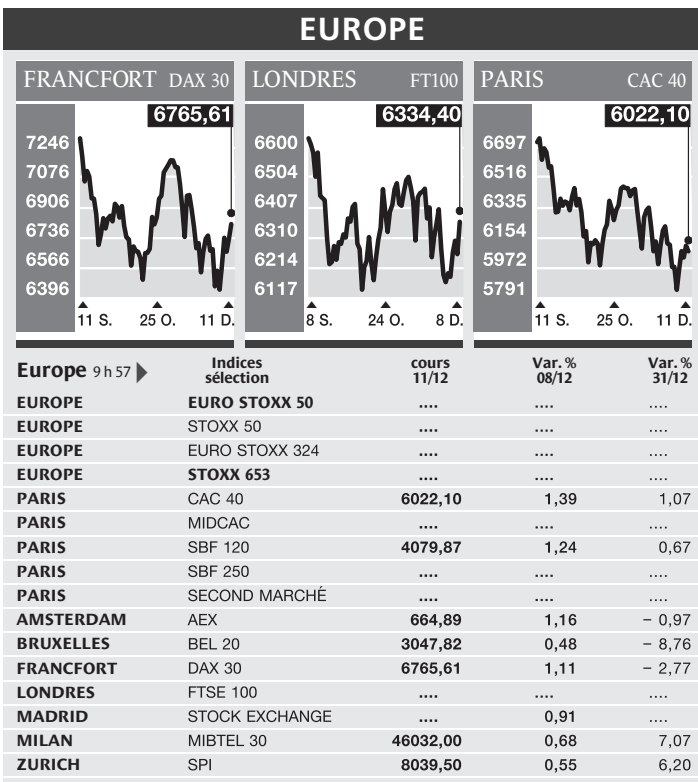 EUROPE
FRANCFORT DAX 30
6765,61
7246
7076
6906
6736
6566
6396
11 S. 25 O. 11 D.
LONDRES FT100
6334,40
6600
6504
6407
6310
6214
6117
8 S. 24 O. 8 D.
PARIS CAC 40
6022,10
6697
6516
6335
6154
5972
5791
11 S. 25 O. 11 D.
Europe 9 h 57 Indices sélection cours 11/12 Var. % 08/12 Var. % 31/12
EUROPE EURO STOXX 50 .... .... ....
EUROPE STOXX 50 .... .... ....
EUROPE EURO STOXX 324 .... .... ....
EUROPE STOXX 653 .... .... ....
PARIS CAC 40 6022,10 1,39 1,07
PARIS MIDCAC .... .... ....
PARIS SBF 120 4079,87 1,24 0,67
PARIS SBF 250 .... .... ....
PARIS SECOND MARCHÉ .... .... ....
AMSTERDAM AEX 664,89 1,16 – 0,97
BRUXELLES BEL 20 3047,82 0,48 – 8,76
FRANCFORT DAX 30 6765,61 1,11 – 2,77
LONDRES FTSE 100 .... .... ....
MADRID STOCK EXCHANGE .... 0,91 ....
MILAN MIBTEL 30 46032,00 0,68 7,07
ZURICH SPI 8039,50 0,55 6,20